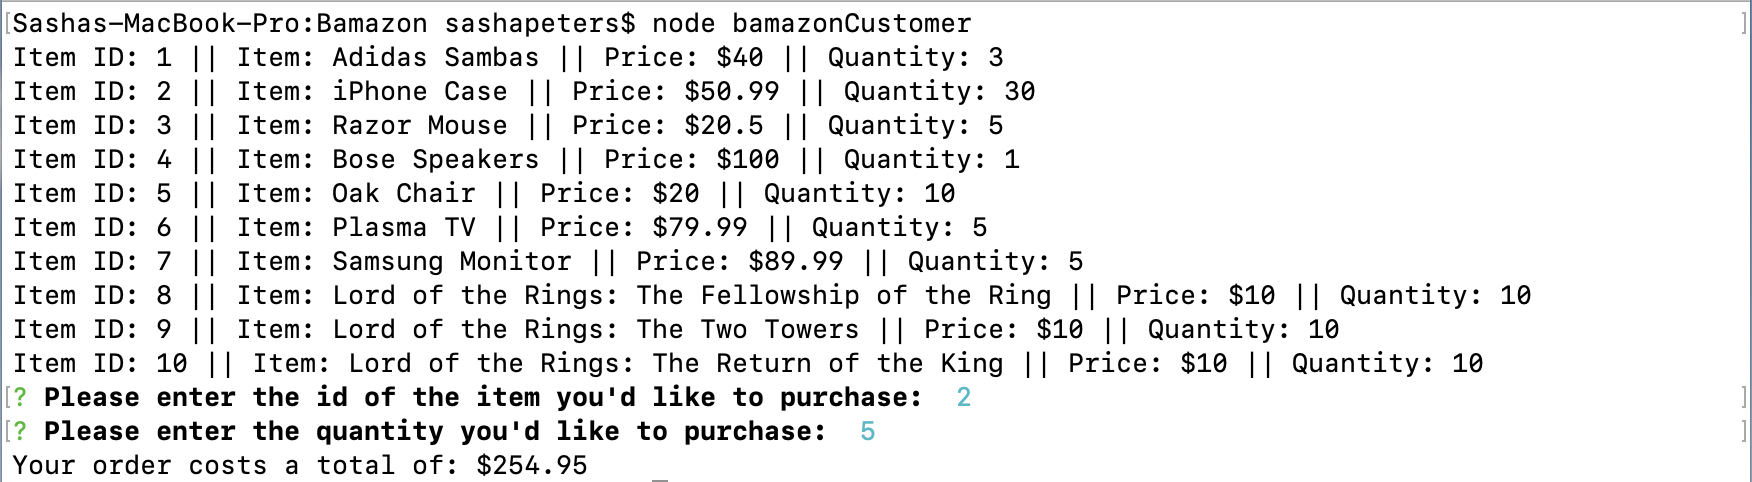 [Sashas-MacBook-Pro:Bamazon sashapeters$ node bamazonCustomer ]
Item ID: 1 || Item: Adidas Sambas || Price: $40 || Quantity: 3
Item ID: 2 || Item: iPhone Case || Price: $50.99 || Quantity: 30
Item ID: 3 || Item: Razor Mouse || Price: $20.5 || Quantity: 5
Item ID: 4 || Item: Bose Speakers || Price: $100 || Quantity: 1
Item ID: 5 || Item: Oak Chair || Price: $20 || Quantity: 10
Item ID: 6 || Item: Plasma TV || Price: $79.99 || Quantity: 5
Item ID: 7 || Item: Samsung Monitor || Price: $89.99 || Quantity: 5
Item ID: 8 || Item: Lord of the Rings: The Fellowship of the Ring || Price: $10 || Quantity: 10
Item ID: 9 || Item: Lord of the Rings: The Two Towers || Price: $10 || Quantity: 10
Item ID: 10 || Item: Lord of the Rings: The Return of the King || Price: $10 || Quantity: 10
[? Please enter the id of the item you'd like to purchase:  2 ]
[? Please enter the quantity you'd like to purchase:  5 ]
Your order costs a total of: $254.95